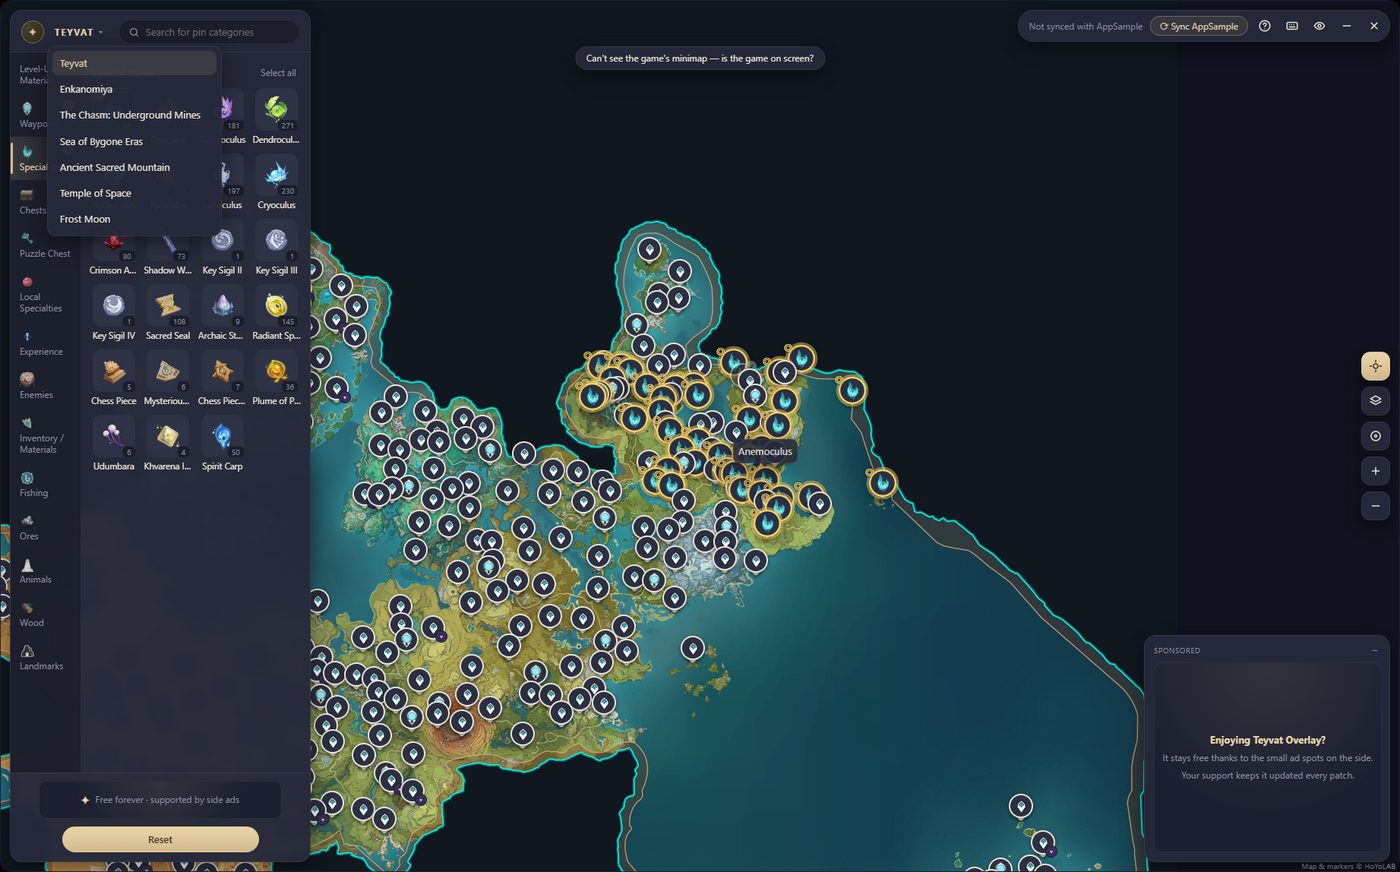 TEYVAT
Search for pin categories
Not synced with AppSample
Sync AppSample
Can't see the game's minimap — is the game on screen?
Teyvat
Enkanomiya
The Chasm: Underground Mines
Sea of Bygone Eras
Ancient Sacred Mountain
Temple of Space
Frost Moon
Select all
Level-U
Materia
Waypo
Special
Chests
Puzzle Chest
Local
Specialties
Experience
Enemies
Inventory /
Materials
Fishing
Ores
Animals
Wood
Landmarks
181
271
Dendrocul...
197
230
culus
Cryoculus
80
73
1
1
Crimson A...
Shadow W...
Key Sigil II
Key Sigil III
1
108
9
145
Key Sigil IV
Sacred Seal
Archaic St...
Radiant Sp...
5
6
7
36
Chess Piece
Mysteriou...
Chess Piec...
Plume of P...
6
4
50
Udumbara
Khvarena I...
Spirit Carp
Anemoculus
Free forever · supported by side ads
Reset
SPONSORED
Enjoying Teyvat Overlay?
It stays free thanks to the small ad spots on the side.
Your support keeps it updated every patch.
Map & markers © HoYoLAB